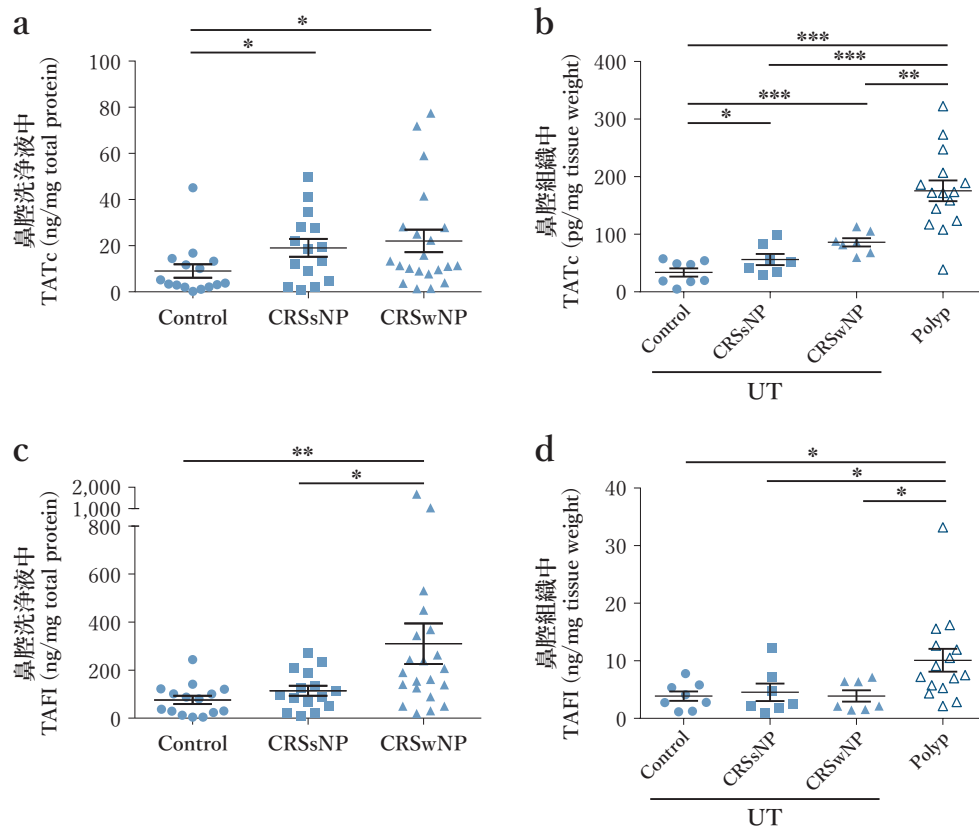 a
*
*
鼻腔洗浄液中
TATc (ng/mg total protein)
100
80
60
40
20
0
Control
CRSsNP
CRSwNP
b
***
***
**
***
*
鼻腔組織中
TATc (pg/mg tissue weight)
400
300
200
100
0
Control
CRSsNP
CRSwNP
Polyp
UT
c
**
*
鼻腔洗浄液中
TAFI (ng/mg total protein)
2,000
1,000
800
600
400
200
0
Control
CRSsNP
CRSwNP
d
*
*
*
鼻腔組織中
TAFI (ng/mg tissue weight)
40
30
20
10
0
Control
CRSsNP
CRSwNP
Polyp
UT